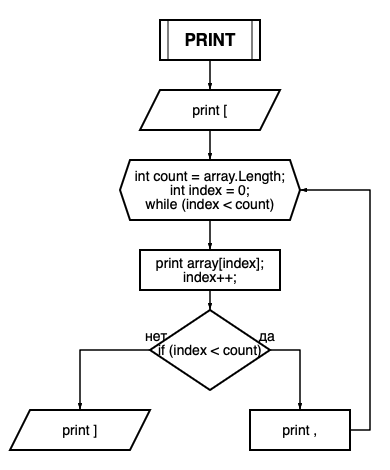 PRINT
print [
int count = array.Length;
int index = 0;
while (index < count)
print array[index];
index++;
нет
да
if (index < count)
print ]
print ,